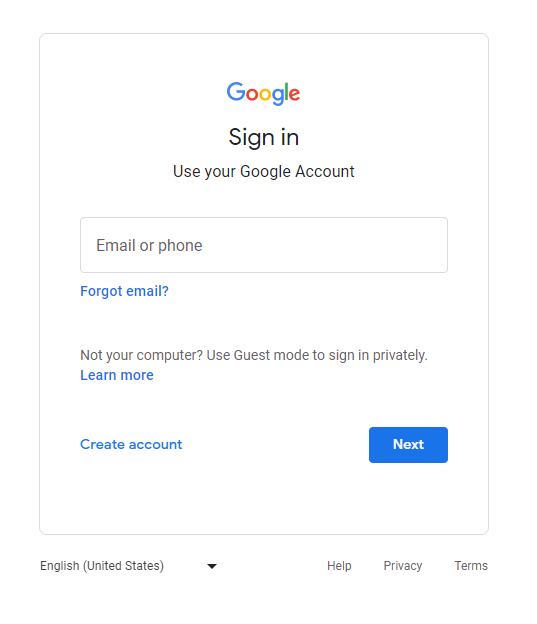 Google
Sign in
Use your Google Account
Email or phone
Forgot email?
Not your computer? Use Guest mode to sign in privately.
Learn more
Create account
Next
English (United States)
Help
Privacy
Terms